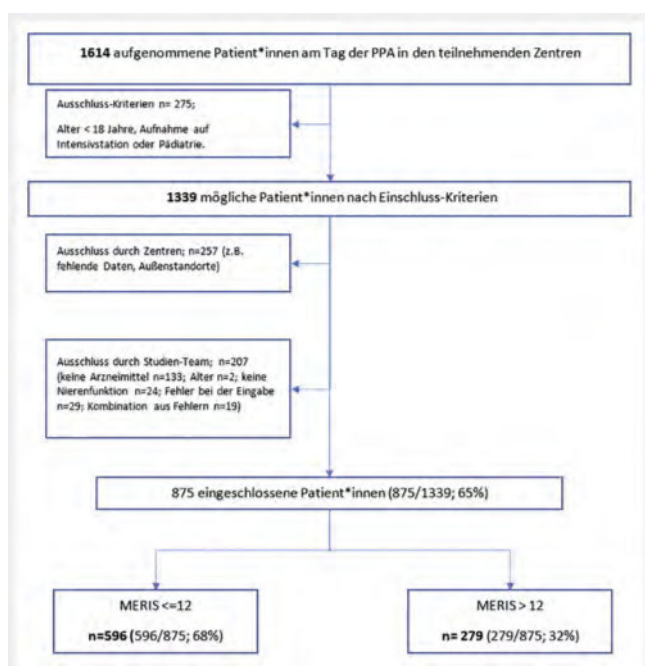 1614 aufgenommene Patient*innen am Tag der PPA in den teilnehmenden Zentren
Ausschluss-Kriterien n= 275;
Alter < 18 Jahre, Aufnahme auf
Intensivstation oder Pädiatrie.
1339 mögliche Patient*innen nach Einschluss-Kriterien
Ausschluss durch Zentren; n=257 (z.B.
fehlende Daten, Außenstandorte)
Ausschluss durch Studien-Team; n=207
(keine Arzneimittel n=133; Alter n=2; keine
Nierenfunktion n=24; Fehler bei der Eingabe
n=29; Kombination aus Fehlern n=19)
875 eingeschlossene Patient*innen (875/1339; 65%)
MERIS <=12
n=596 (596/875; 68%)
MERIS > 12
n= 279 (279/875; 32%)